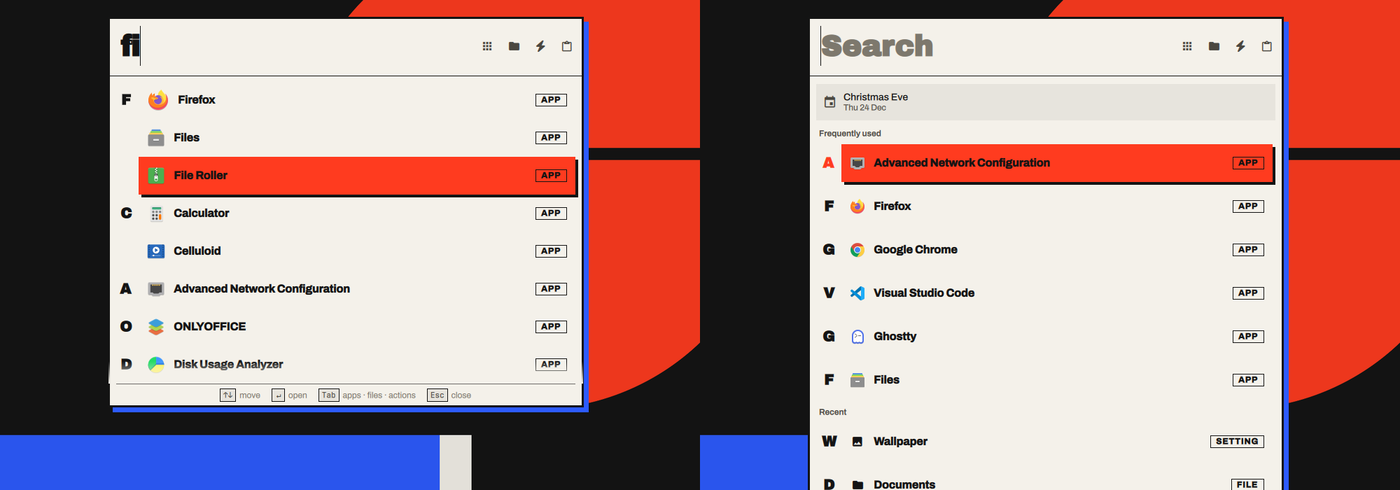 fi
F Firefox APP
Files APP
File Roller APP
C Calculator APP
Celluloid APP
A Advanced Network Configuration APP
O ONLYOFFICE APP
D Disk Usage Analyzer APP
↑↓ move ↵ open Tab apps · files · actions Esc close
Search
Christmas Eve
Thu 24 Dec
Frequently used
A Advanced Network Configuration APP
F Firefox APP
G Google Chrome APP
V Visual Studio Code APP
G Ghostty APP
F Files APP
Recent
W Wallpaper SETTING
D Documents FILE